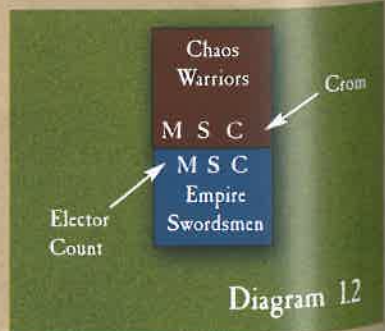 Chaos
Warriors
Crom
M S C
M S C
Elector
Count
Empire
Swordsmen
Diagram 1.2